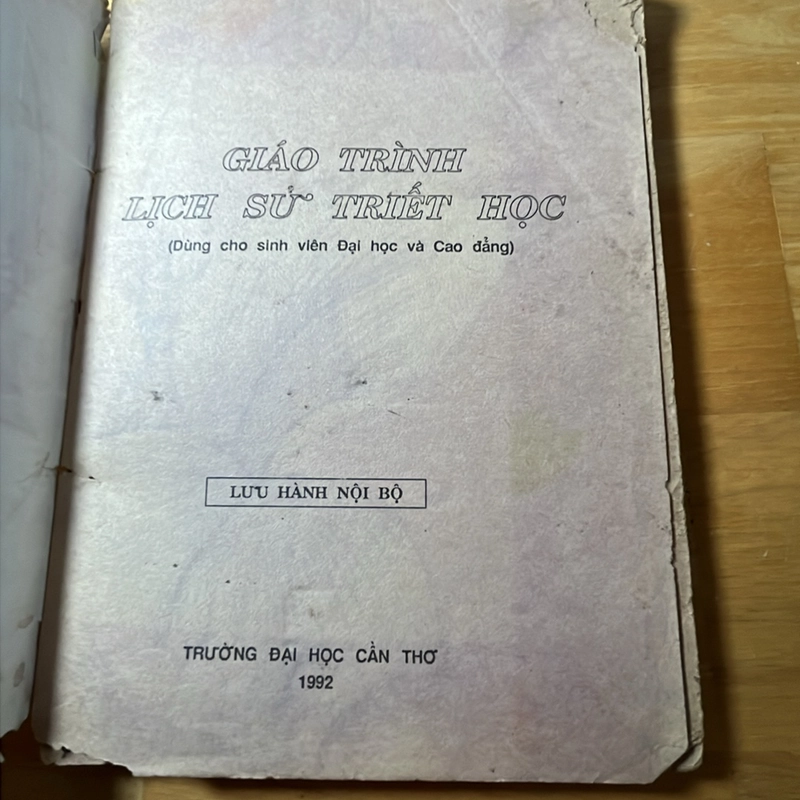 GIÁO TRÌNH
LỊCH SỬ TRIẾT HỌC
(Dùng cho sinh viên Đại học và Cao đẳng)
LƯU HÀNH NỘI BỘ
TRƯỜNG ĐẠI HỌC CẦN THƠ
1992